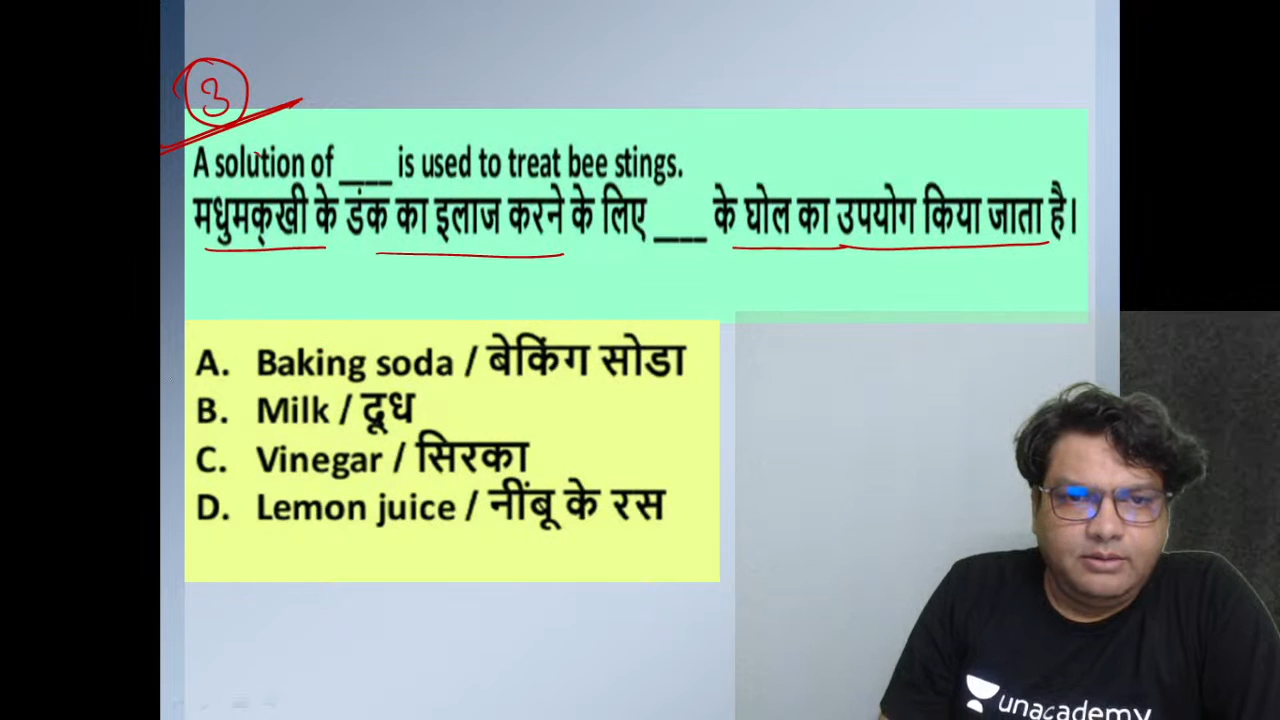 3
A solution of ____ is used to treat bee stings.
मधुमक्खी के डंक का इलाज करने के लिए ____ के घोल का उपयोग किया जाता है।
A. Baking soda / बेकिंग सोडा
B. Milk / दूध
C. Vinegar / सिरका
D. Lemon juice / नींबू के रस
unacademy